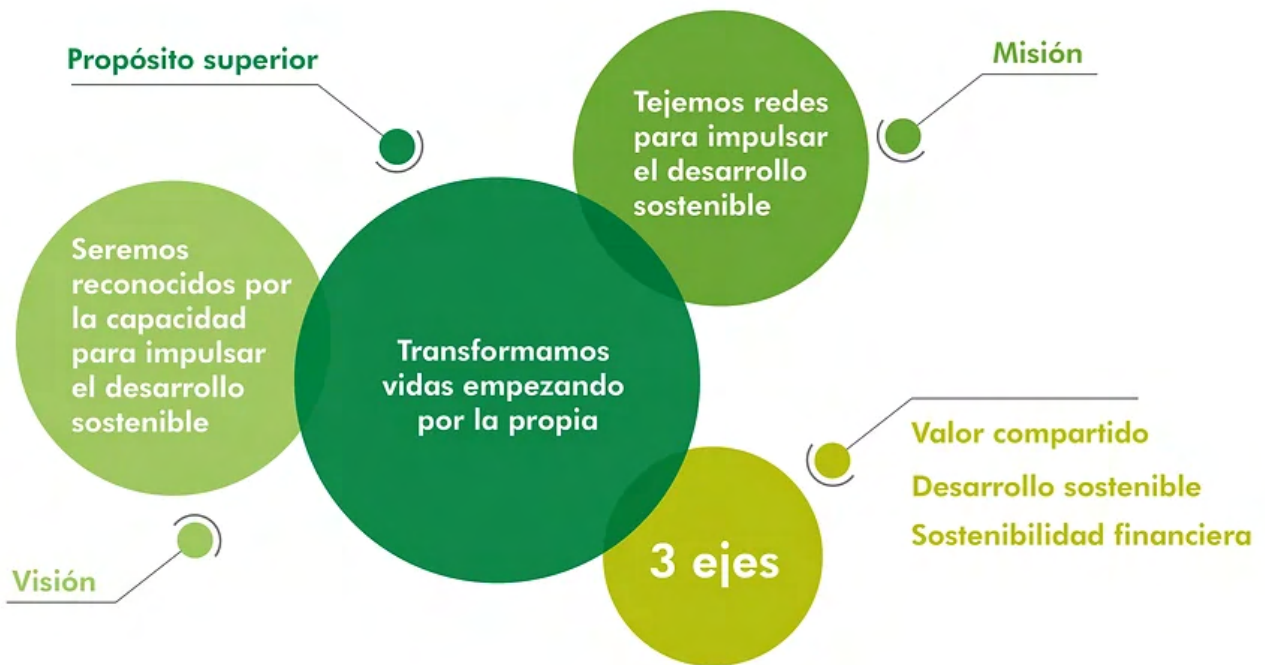 Propósito superior
Transformamos
vidas empezando
por la propia
Misión
Tejemos redes
para impulsar
el desarrollo
sostenible
Visión
Seremos
reconocidos por
la capacidad
para impulsar
el desarrollo
sostenible
3 ejes
Valor compartido
Desarrollo sostenible
Sostenibilidad financiera